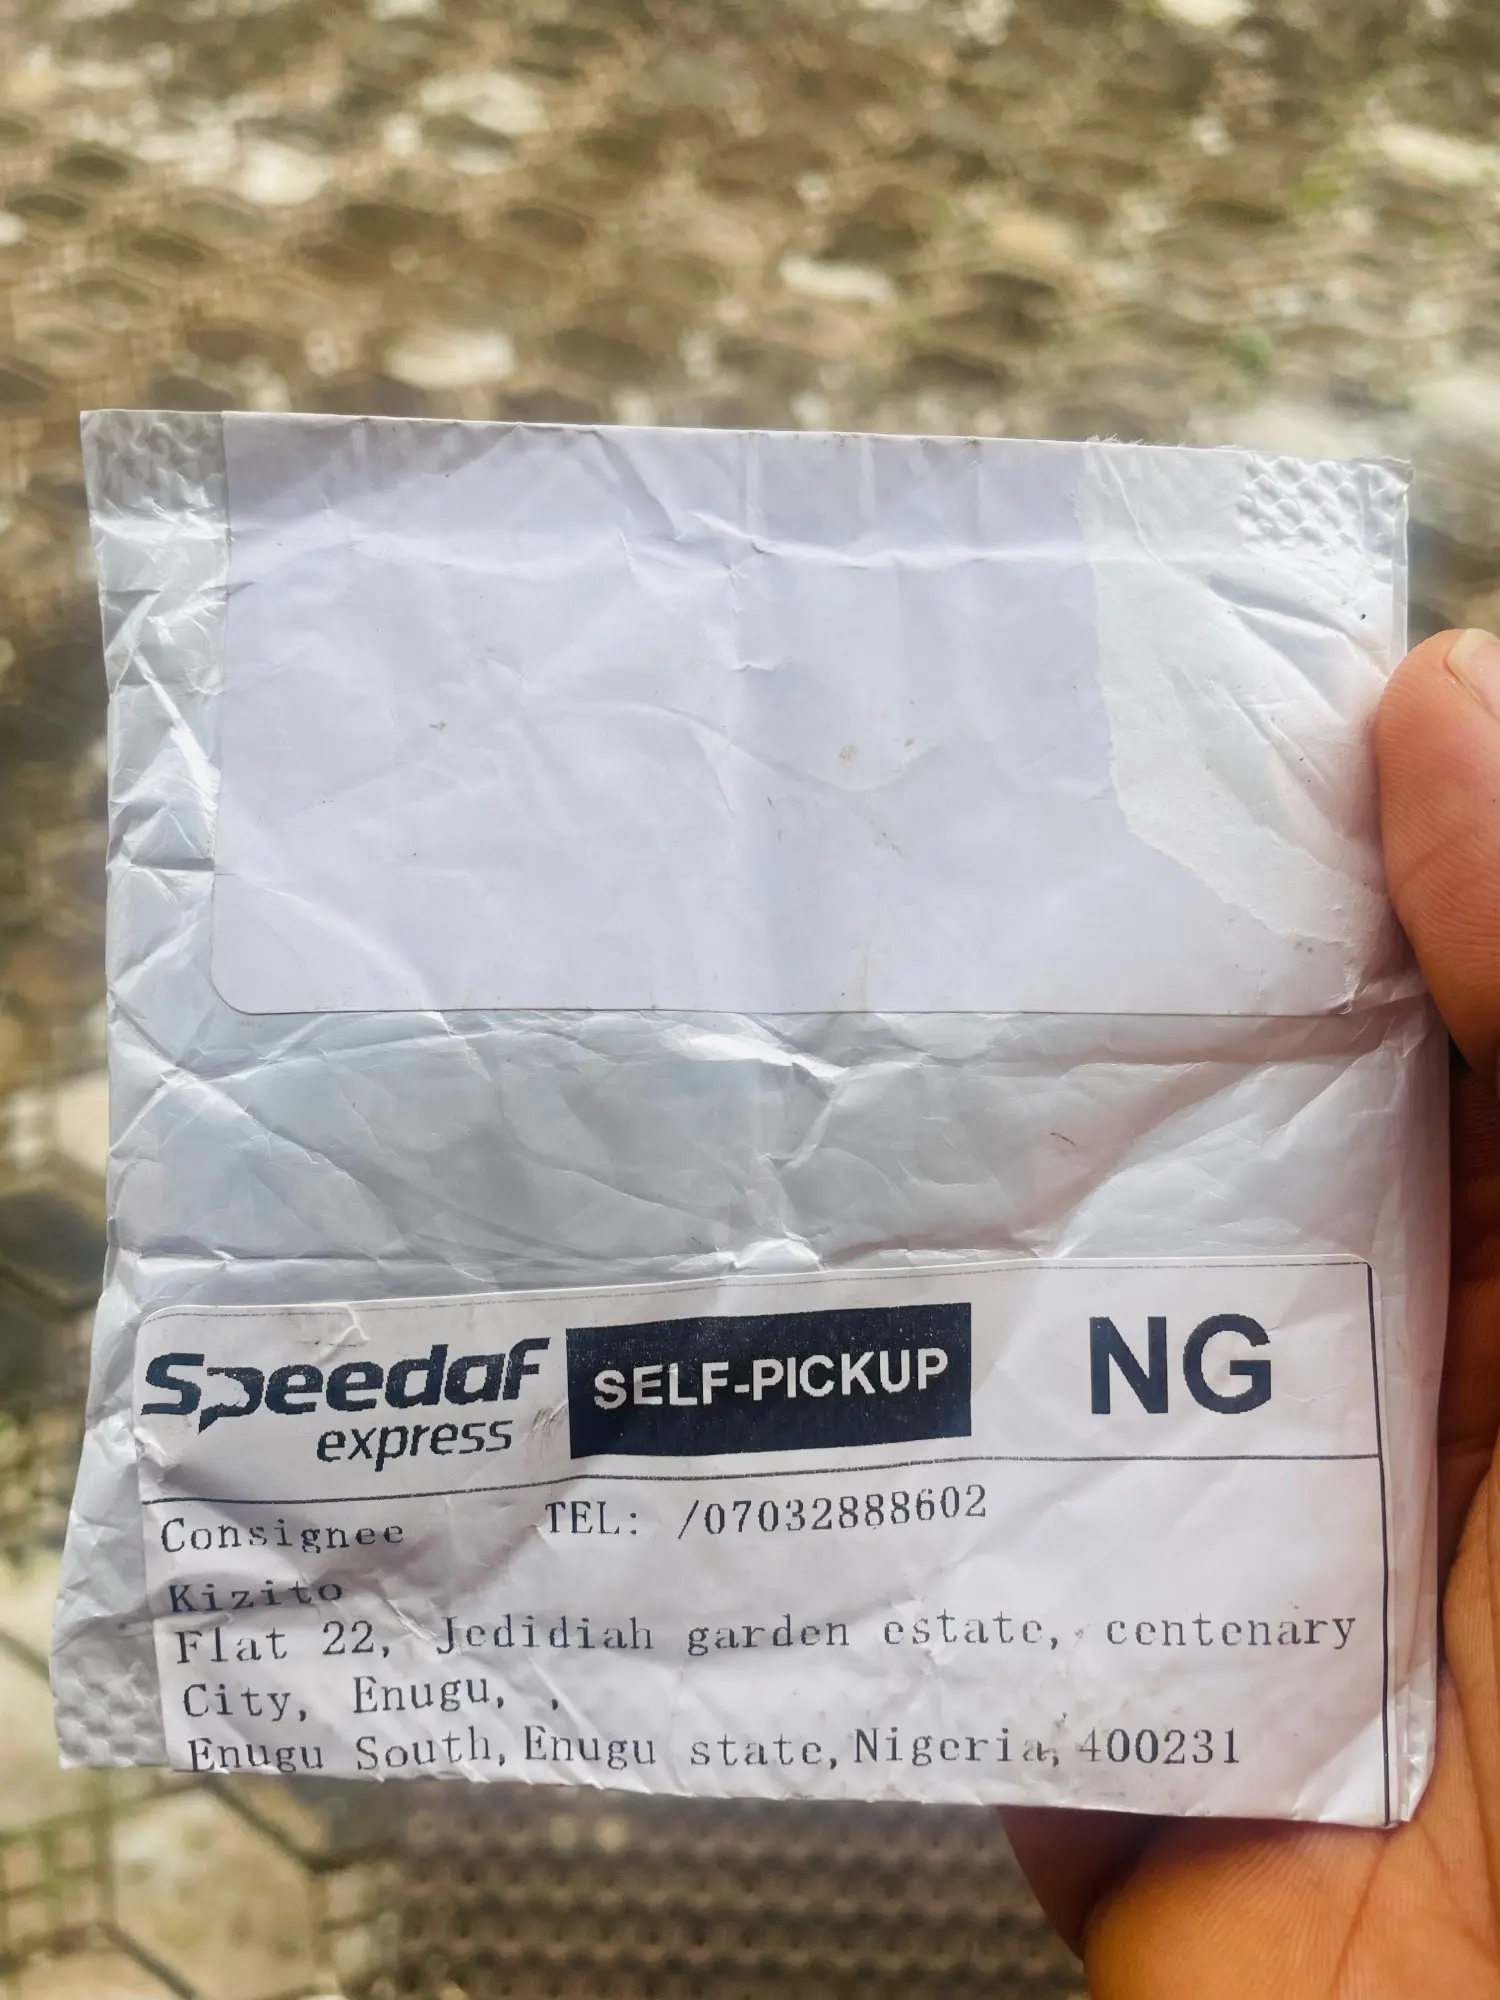 Speedaf
express
SELF-PICKUP
NG
Consignee TEL: /07032888602
Kizito
Flat 22, Jedidiah garden estate, centenary
City, Enugu, ,
Enugu South, Enugu state, Nigeria, 400231